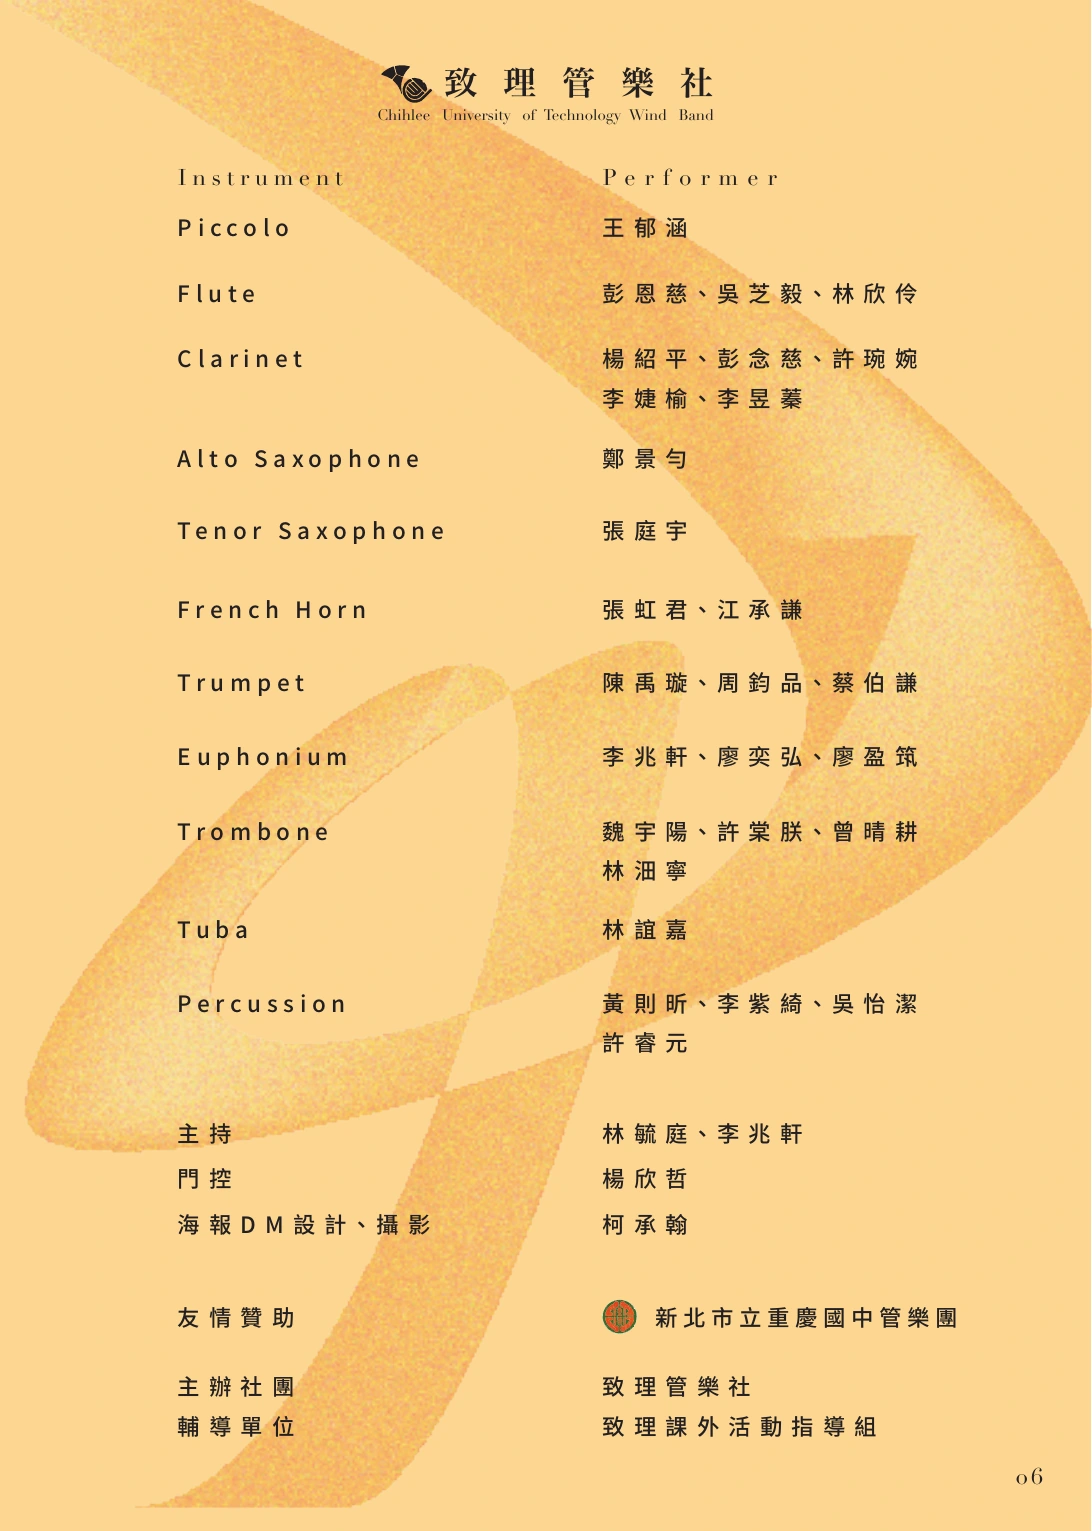 致理管樂社
Chihlee University of Technology Wind Band
Instrument Performer
Piccolo 王郁涵
Flute 彭恩慈、吳芝毅、林欣伶
Clarinet 楊紹平、彭念慈、許琬婉
李婕榆、李昱蓁
Alto Saxophone 鄭景勻
Tenor Saxophone 張庭宇
French Horn 張虹君、江承謙
Trumpet 陳禹璇、周鈞品、蔡伯謙
Euphonium 李兆軒、廖奕弘、廖盈筑
Trombone 魏宇陽、許棠朕、曾晴耕
林沺寧
Tuba 林誼嘉
Percussion 黃則昕、李紫綺、吳怡潔
許睿元
主持 林毓庭、李兆軒
門控 楊欣哲
海報DM設計、攝影 柯承翰
友情贊助 新北市立重慶國中管樂團
主辦社團 致理管樂社
輔導單位 致理課外活動指導組
06